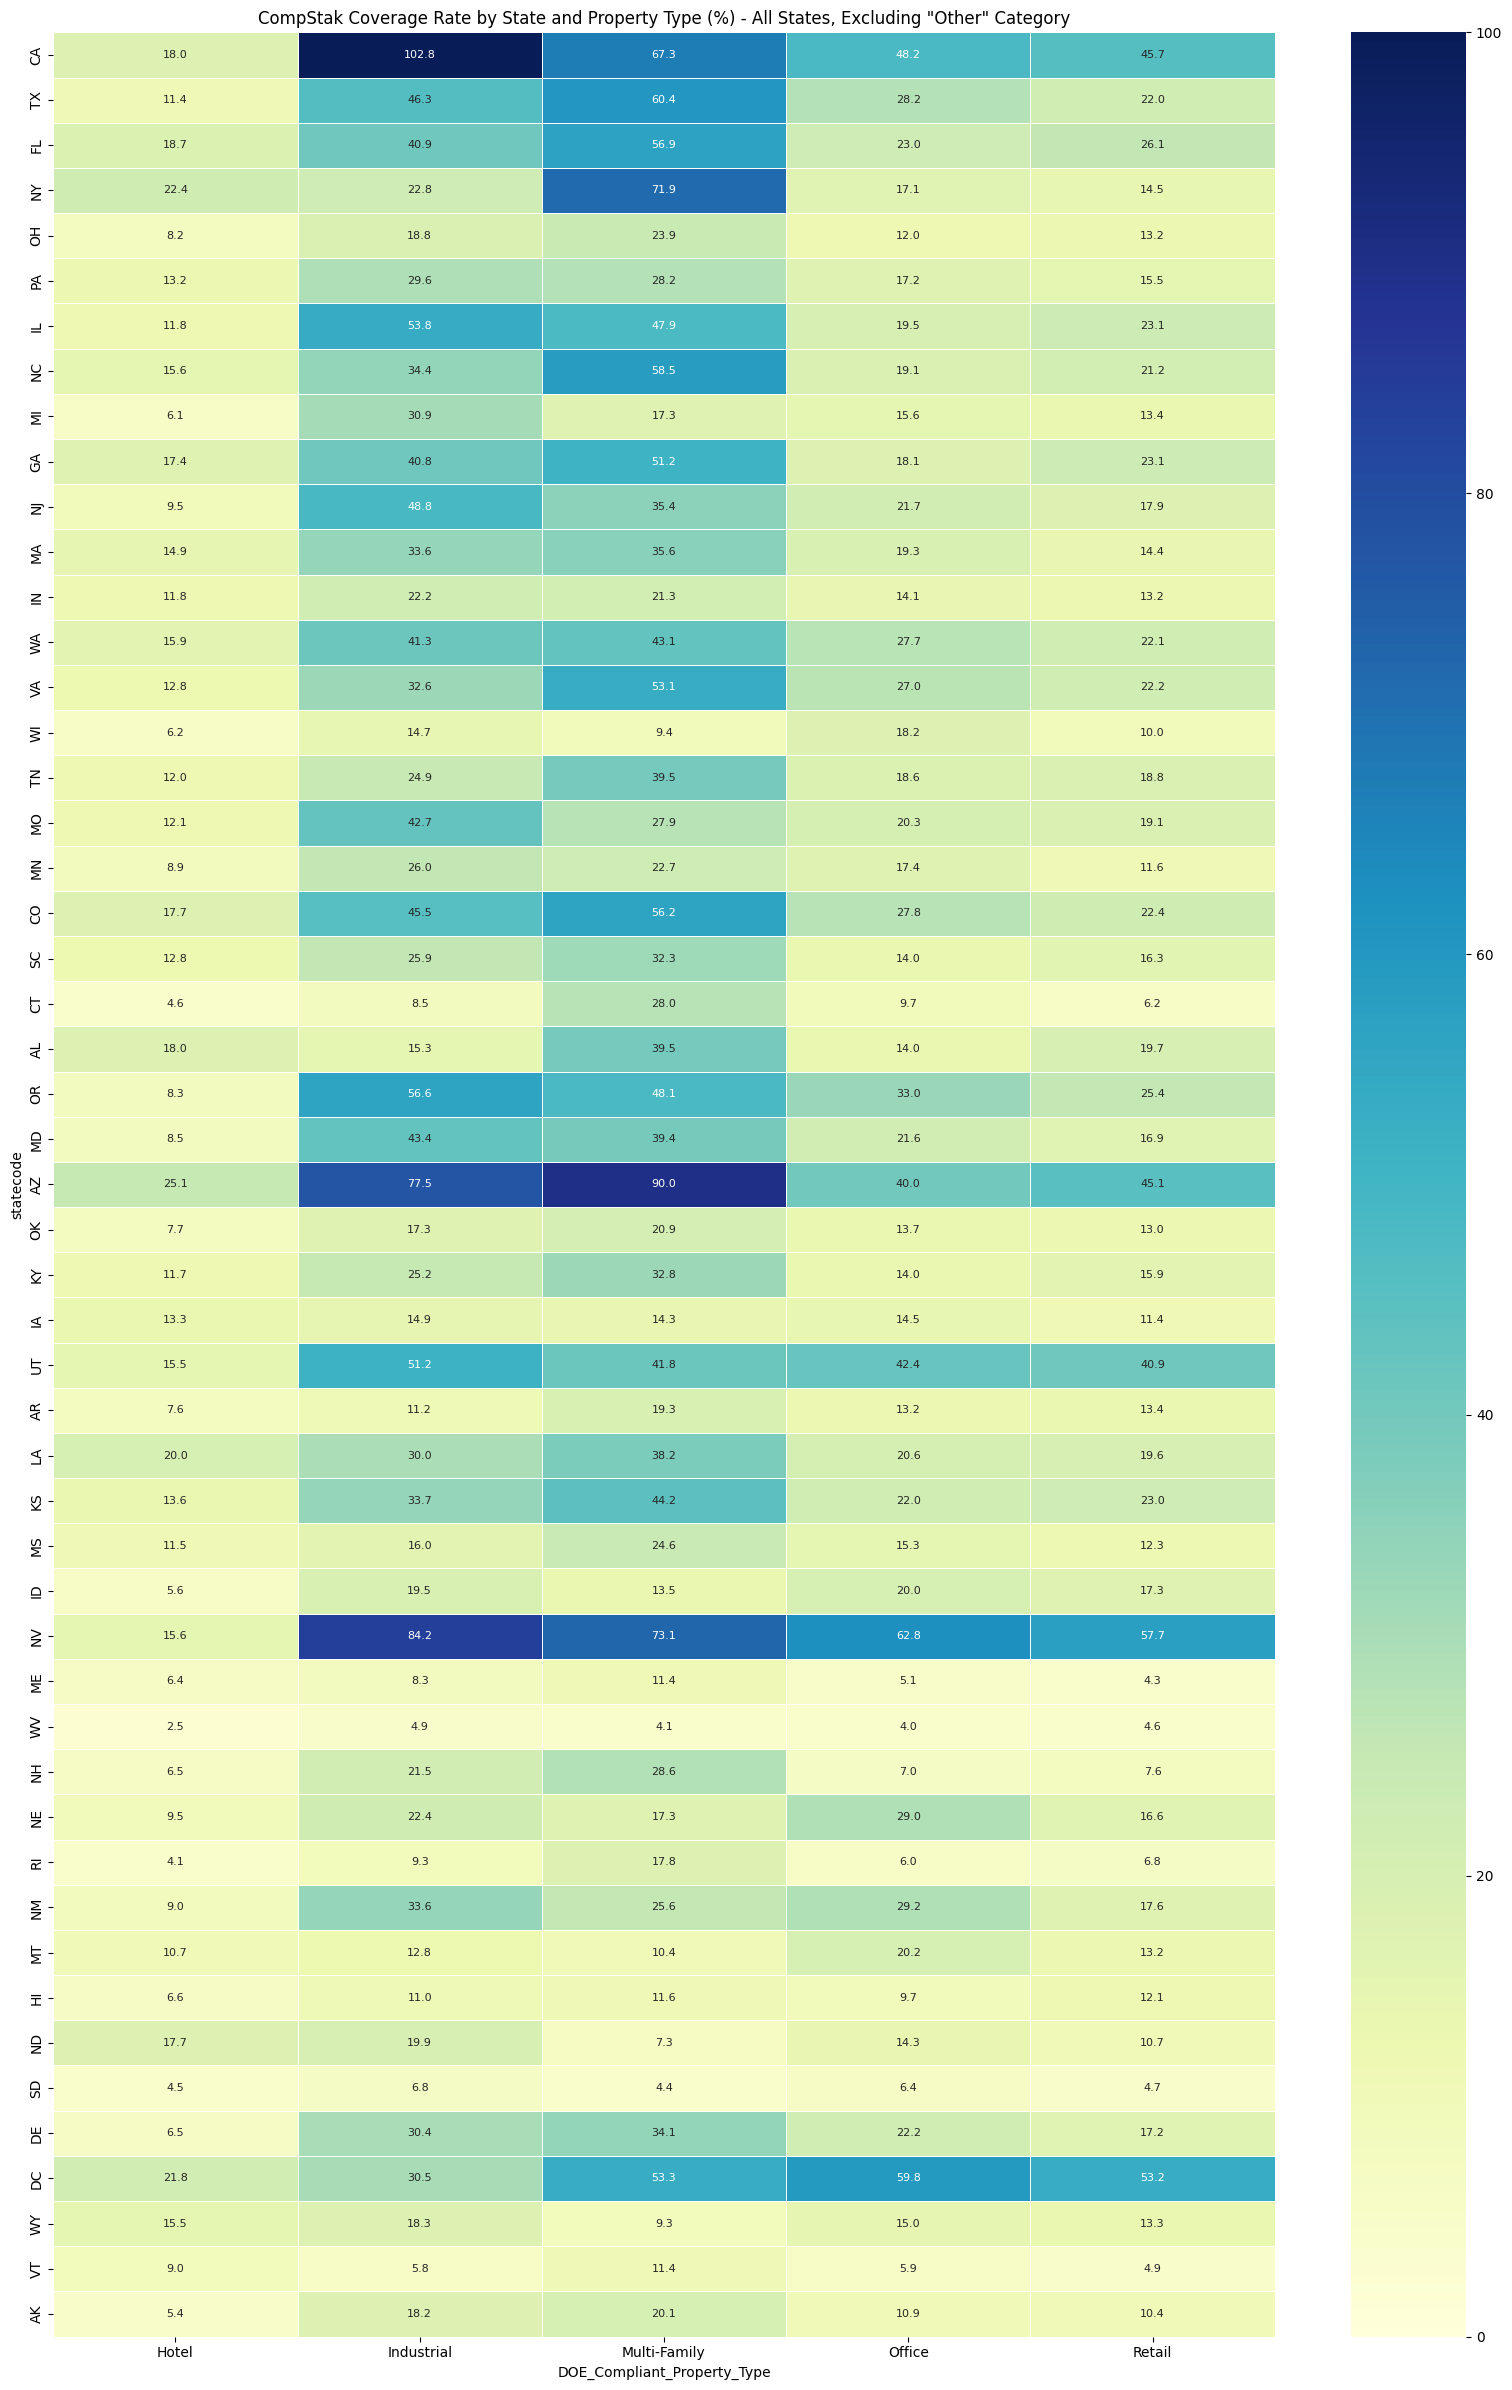 CompStak Coverage Rate by State and Property Type (%) - All States, Excluding "Other" Category
CA 18.0 102.8 67.3 48.2 45.7
TX 11.4 46.3 60.4 28.2 22.0
FL 18.7 40.9 56.9 23.0 26.1
NY 22.4 22.8 71.9 17.1 14.5
OH 8.2 18.8 23.9 12.0 13.2
PA 13.2 29.6 28.2 17.2 15.5
IL 11.8 53.8 47.9 19.5 23.1
NC 15.6 34.4 58.5 19.1 21.2
MI 6.1 30.9 17.3 15.6 13.4
GA 17.4 40.8 51.2 18.1 23.1
NJ 9.5 48.8 35.4 21.7 17.9
MA 14.9 33.6 35.6 19.3 14.4
IN 11.8 22.2 21.3 14.1 13.2
WA 15.9 41.3 43.1 27.7 22.1
VA 12.8 32.6 53.1 27.0 22.2
WI 6.2 14.7 9.4 18.2 10.0
TN 12.0 24.9 39.5 18.6 18.8
MO 12.1 42.7 27.9 20.3 19.1
MN 8.9 26.0 22.7 17.4 11.6
CO 17.7 45.5 56.2 27.8 22.4
SC 12.8 25.9 32.3 14.0 16.3
CT 4.6 8.5 28.0 9.7 6.2
AL 18.0 15.3 39.5 14.0 19.7
OR 8.3 56.6 48.1 33.0 25.4
MD 8.5 43.4 39.4 21.6 16.9
AZ 25.1 77.5 90.0 40.0 45.1
OK 7.7 17.3 20.9 13.7 13.0
KY 11.7 25.2 32.8 14.0 15.9
IA 13.3 14.9 14.3 14.5 11.4
UT 15.5 51.2 41.8 42.4 40.9
AR 7.6 11.2 19.3 13.2 13.4
LA 20.0 30.0 38.2 20.6 19.6
KS 13.6 33.7 44.2 22.0 23.0
MS 11.5 16.0 24.6 15.3 12.3
ID 5.6 19.5 13.5 20.0 17.3
NV 15.6 84.2 73.1 62.8 57.7
ME 6.4 8.3 11.4 5.1 4.3
WV 2.5 4.9 4.1 4.0 4.6
NH 6.5 21.5 28.6 7.0 7.6
NE 9.5 22.4 17.3 29.0 16.6
RI 4.1 9.3 17.8 6.0 6.8
NM 9.0 33.6 25.6 29.2 17.6
MT 10.7 12.8 10.4 20.2 13.2
HI 6.6 11.0 11.6 9.7 12.1
ND 17.7 19.9 7.3 14.3 10.7
SD 4.5 6.8 4.4 6.4 4.7
DE 6.5 30.4 34.1 22.2 17.2
DC 21.8 30.5 53.3 59.8 53.2
WY 15.5 18.3 9.3 15.0 13.3
VT 9.0 5.8 11.4 5.9 4.9
AK 5.4 18.2 20.1 10.9 10.4
Hotel Industrial Multi-Family Office Retail
DOE_Compliant_Property_Type
statecode
100
80
60
40
20
0